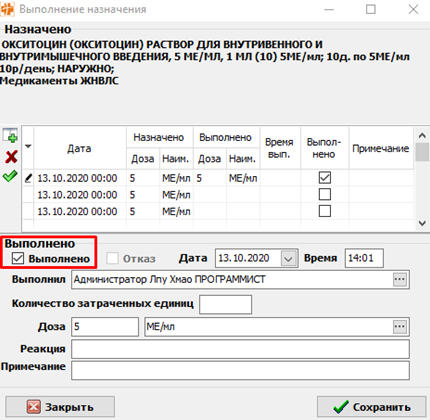 Выполнение назначения
Назначено
ОКСИТОЦИН (ОКСИТОЦИН) РАСТВОР ДЛЯ ВНУТРИВЕННОГО И
ВНУТРИМЫШЕЧНОГО ВВЕДЕНИЯ, 5 МЕ/МЛ, 1 МЛ (10) 5МЕ/мл; 10д. по 5МЕ/мл
10р/день; НАРУЖНО;
Медикаменты ЖНВЛС
Дата Назначено Выполнено Время вып. Выпол-нено Примечание
Доза Наим. Доза Наим.
13.10.2020 00:00 5 МЕ/мл 5 МЕ/мл
13.10.2020 00:00 5 МЕ/мл
13.10.2020 00:00 5 МЕ/мл
Выполнено
Выполнено Отказ Дата 13.10.2020 Время 14:01
Выполнил Администратор Лпу Хмао ПРОГРАММИСТ ...
Количество затраченных единиц
Доза 5 МЕ/мл ...
Реакция
Примечание
Закрыть Сохранить